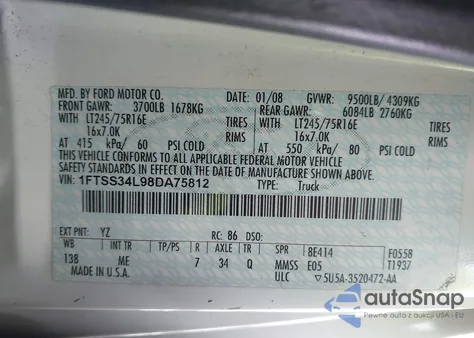 MFD. BY FORD MOTOR CO. DATE: 01/08 GVWR: 9500LB/ 4309KG
FRONT GAWR: 3700LB 1678KG REAR GAWR: 6084LB 2760KG
WITH LT245/75R16E TIRES WITH LT245/75R16E TIRES
16x7.0K RIMS 16x7.0K RIMS
AT 415 kPa/ 60 PSI COLD AT 550 kPa/ 80 PSI COLD
THIS VEHICLE CONFORMS TO ALL APPLICABLE FEDERAL MOTOR VEHICLE
SAFETY STANDARDS IN EFFECT ON THE DATE OF MANUFACTURE SHOWN ABOVE.
VIN: 1FTSS34L98DA75812 TYPE: Truck
EXT PNT: YZ RC: 86 DSO:
WB INT TR TP/PS R AXLE TR SPR 8E414 F0558
138 ME 7 34 Q MMSS E05 T1937
MADE IN U.S.A. ULC ▽5U5A-3520472-AA
autoSnap
Pewne auta z aukcji USA i EU